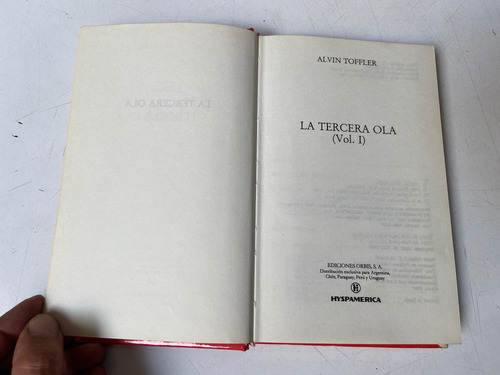 ALVIN TOFFLER
LA TERCERA OLA
(Vol. I)
EDICIONES ORBIS, S. A.
Distribución exclusiva para Argentina,
Chile, Paraguay, Perú y Uruguay
HYSPAMERICA